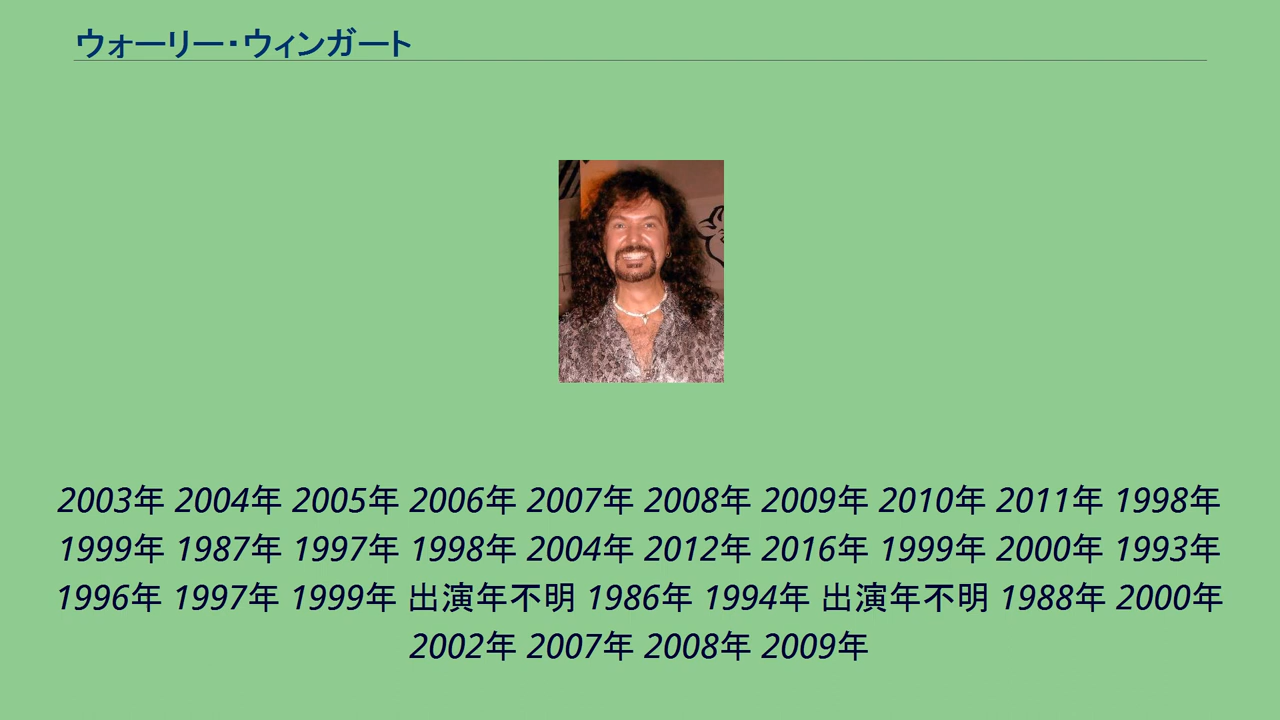 ウォーリー・ウィンガート
2003年 2004年 2005年 2006年 2007年 2008年 2009年 2010年 2011年 1998年
1999年 1987年 1997年 1998年 2004年 2012年 2016年 1999年 2000年 1993年
1996年 1997年 1999年 出演年不明 1986年 1994年 出演年不明 1988年 2000年
2002年 2007年 2008年 2009年